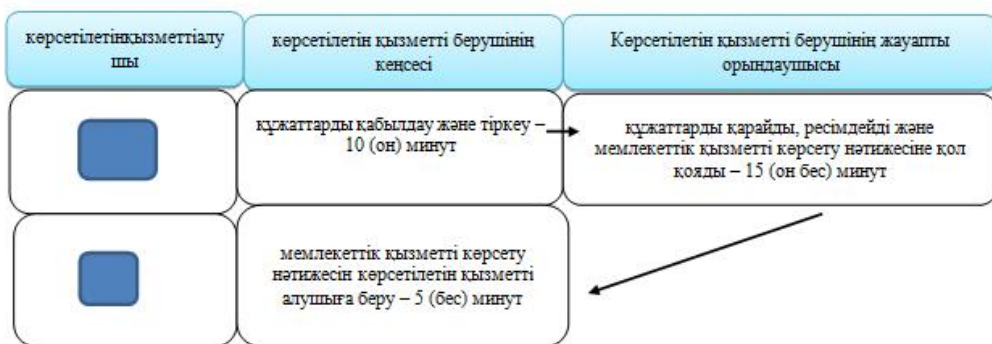 көрсетілетінқызметтіалу
шы
көрсетілетін қызметті берушінің
кеңсесі
Көрсетілетін қызметті берушінің жауапты
орындаушысы
құжаттарды қабылдау және тіркеу –
10 (он) минут
құжаттарды қарайды, ресімдейді және
мемлекеттік қызметті көрсету нәтижесіне қол
қояды – 15 (он бес) минут
мемлекеттік қызметті көрсету
нәтижесін көрсетілетін қызметті
алушыға беру – 5 (бес) минут